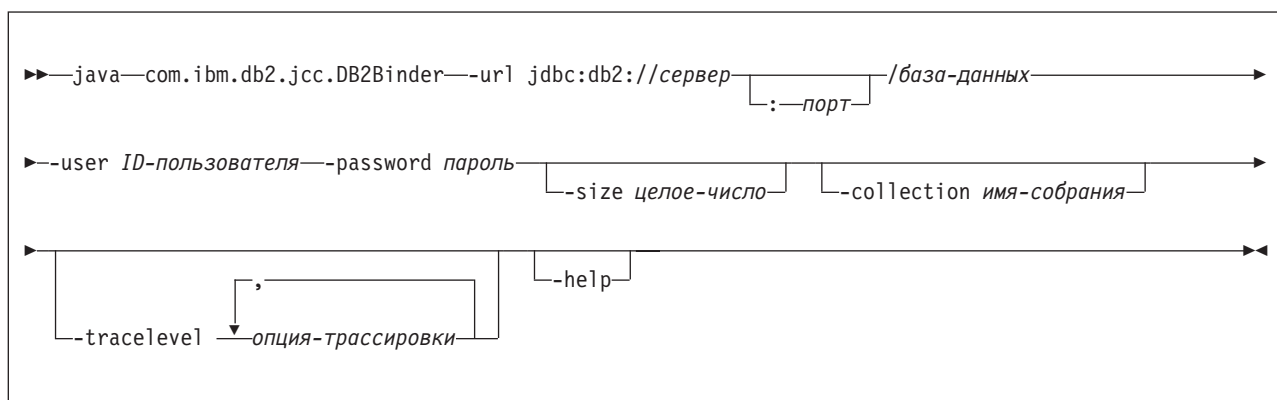 java com.ibm.db2.jcc.DB2Binder -url jdbc:db2://сервер /база-данных
: порт
-user ID-пользователя -password пароль
-size целое-число -collection имя-собрания
,
-help
-tracelevel опция-трассировки